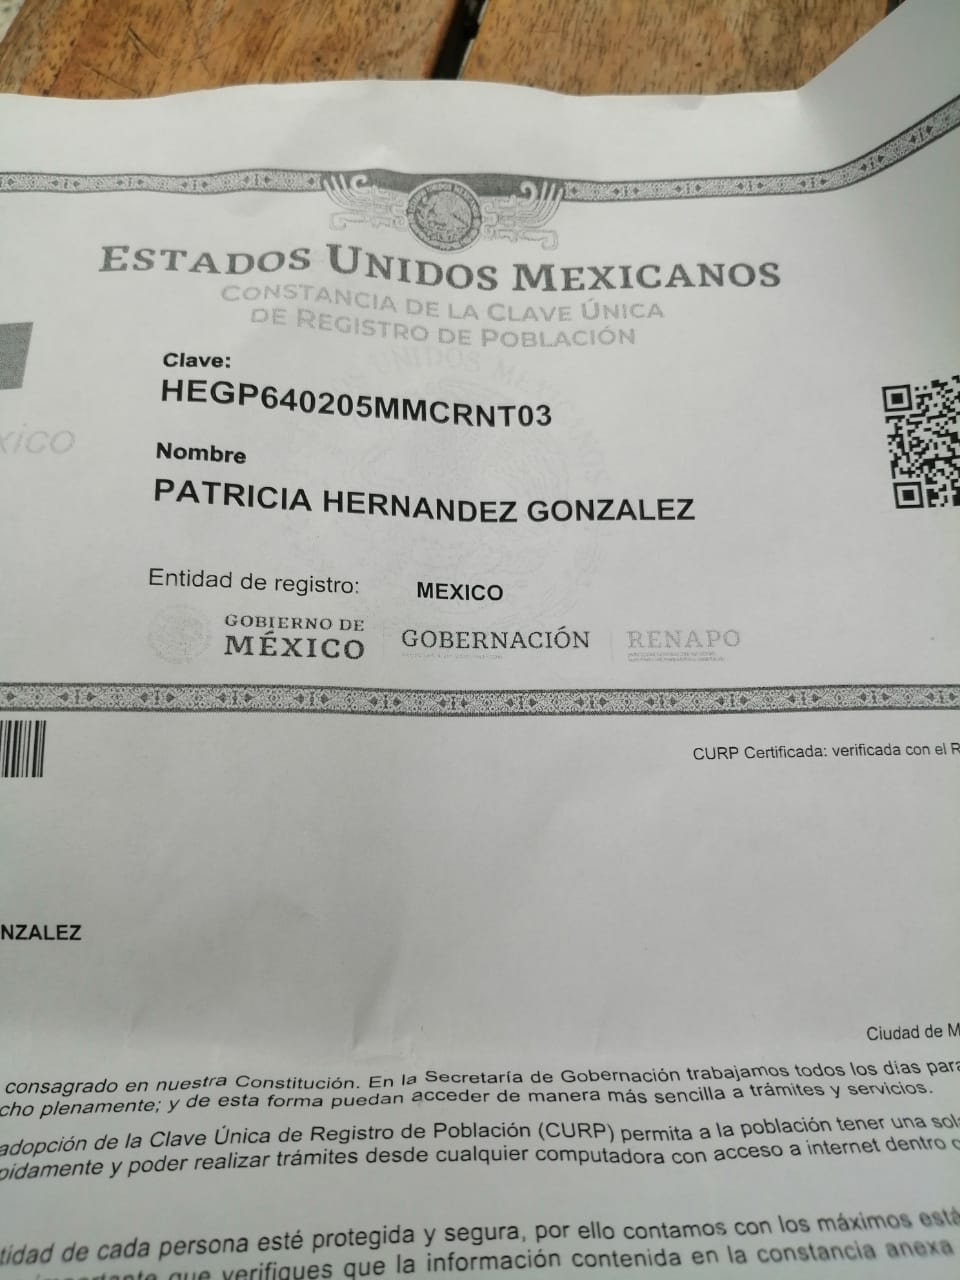 ESTADOS UNIDOS MEXICANOS
CONSTANCIA DE LA CLAVE ÚNICA
DE REGISTRO DE POBLACIÓN
Clave:
HEGP640205MMCRNT03
xico
Nombre
PATRICIA HERNANDEZ GONZALEZ
Entidad de registro: MEXICO
GOBIERNO DE
MÉXICO
GOBERNACIÓN
RENAPO
CURP Certificada: verificada con el R
NZALEZ
Ciudad de M
consagrado en nuestra Constitución. En la Secretaría de Gobernación trabajamos todos los días para
cho plenamente; y de esta forma puedan acceder de manera más sencilla a trámites y servicios.
adopción de la Clave Única de Registro de Población (CURP) permita a la población tener una sol
pidamente y poder realizar trámites desde cualquier computadora con acceso a internet dentro
tidad de cada persona esté protegida y segura, por ello contamos con los máximos está
que verifiques que la información contenida en la constancia anexa